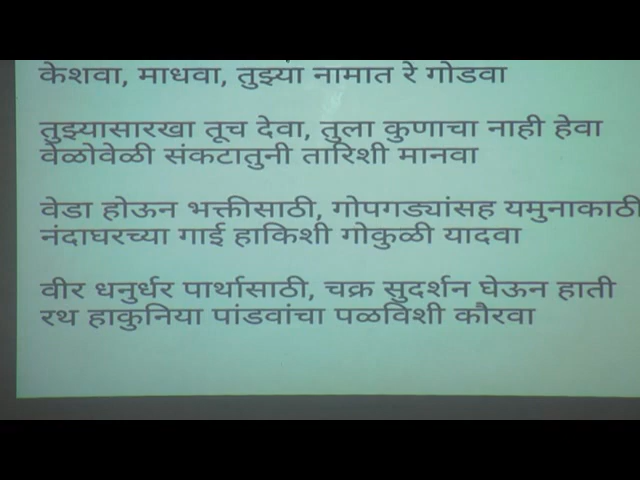 केशवा, माधवा, तुझ्या नामात रे गोडवा
तुझ्यासारखा तूच देवा, तुला कुणाचा नाही हेवा
वेळोवेळी संकटातुनी तारिशी मानवा
वेडा होऊन भक्तीसाठी, गोपगड्यांसह यमुनाकाठी
नंदाघरच्या गाई हाकिशी गोकुळी यादवा
वीर धनुर्धर पार्थासाठी, चक्र सुदर्शन घेऊन हाती
रथ हाकुनिया पांडवांचा पळविशी कौरवा